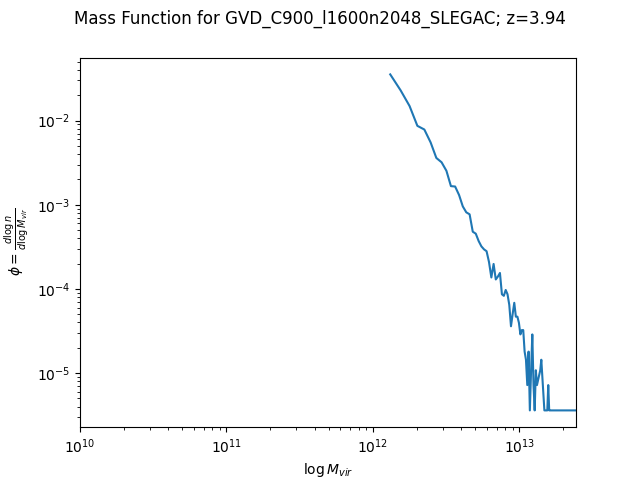 Mass Function for GVD_C900_l1600n2048_SLEGAC; z=3.94
10⁻²
10⁻³
10⁻⁴
10⁻⁵
ϕ = d log n / d log M_vir
10¹⁰ 10¹¹ 10¹² 10¹³
log M_vir